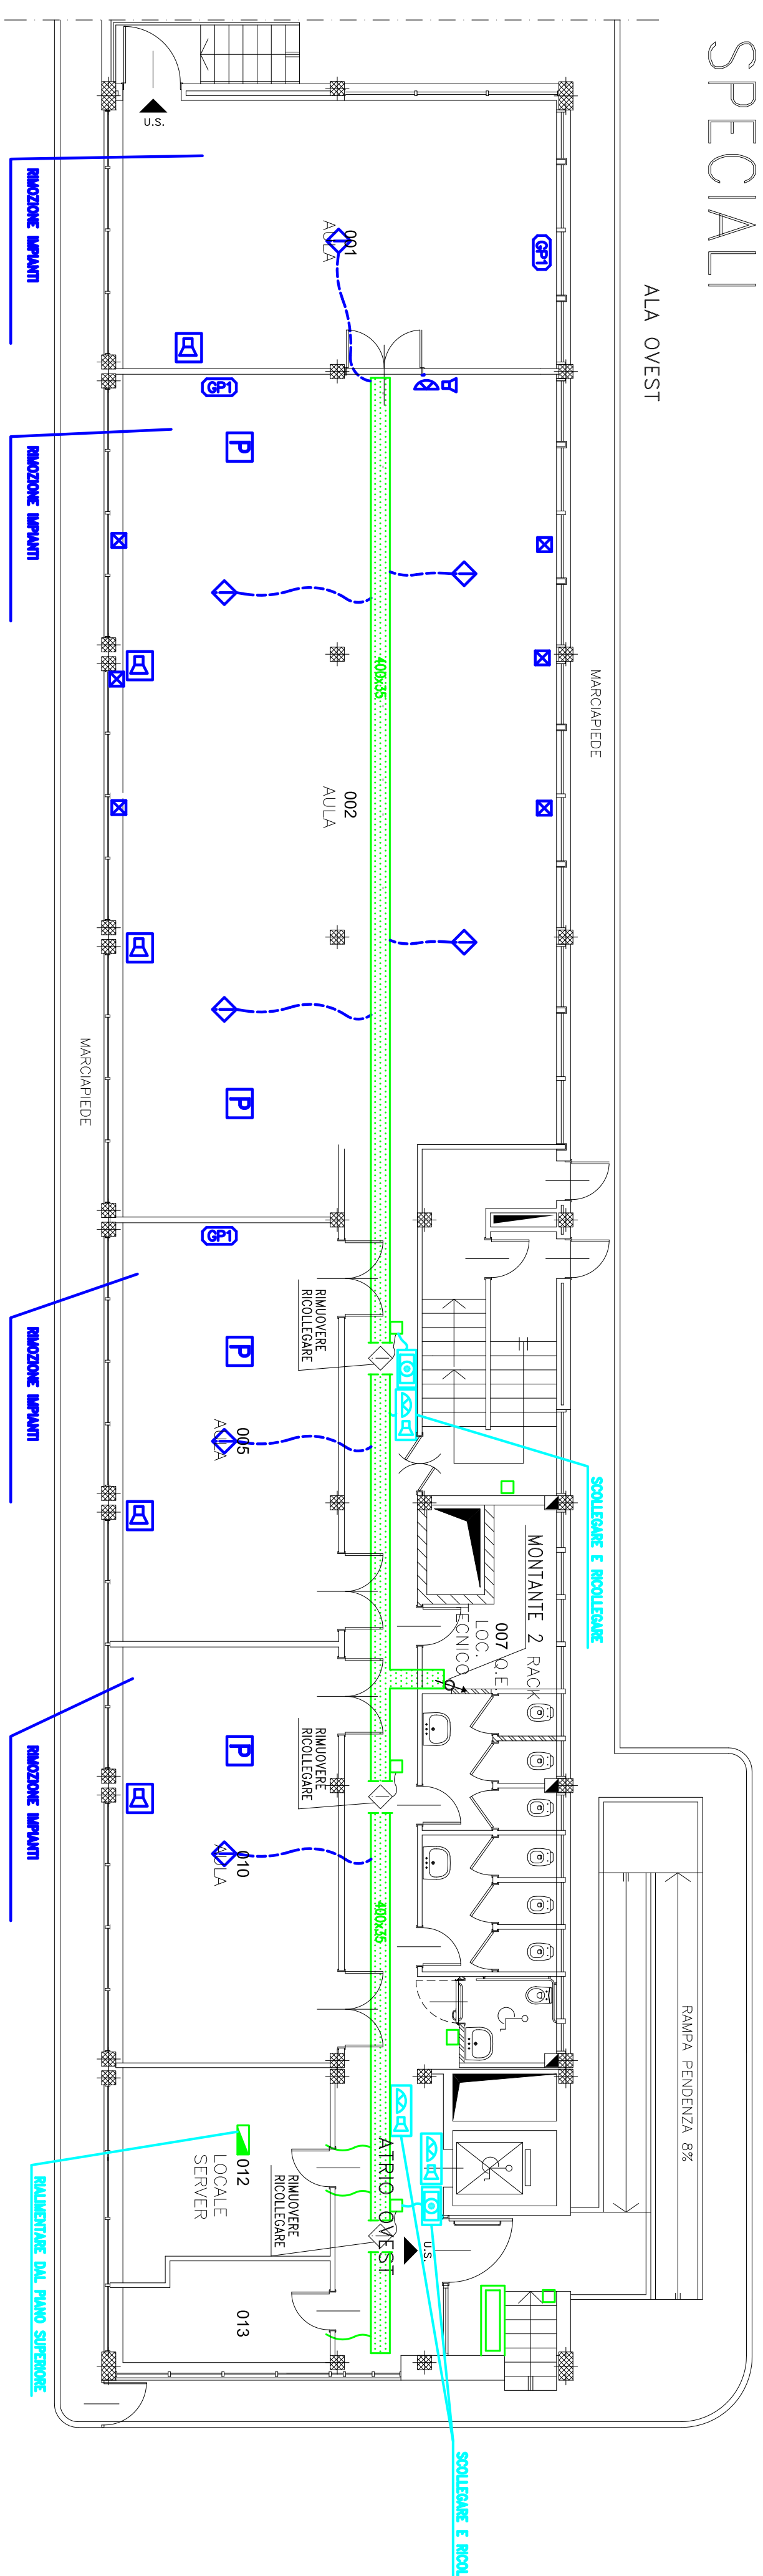 SPECIALI
ALA OVEST
U.S.
RIMOZIONE IMPIANTI
001
AULA
GP1
GP1
RIMOZIONE IMPIANTI
P
400x35
MARCIAPIEDE
002
AULA
MARCIAPIEDE
P
GP1
RIMOZIONE IMPIANTI
RIMUOVERE
RICOLLEGARE
P
005
AULA
SCOLLEGARE E RICOLLEGARE
MONTANTE 2 RACK
007 Q.E.
LOC.
TECNICO
RIMOZIONE IMPIANTI
P
RIMUOVERE
RICOLLEGARE
010
AULA
400x35
RAMPA PENDENZA 8%
012
LOCALE
SERVER
RIALIMENTARE DAL PIANO SUPERIORE
ATRIO OVEST
RIMUOVERE
RICOLLEGARE
U.S.
013
SCOLLEGARE E RICOL